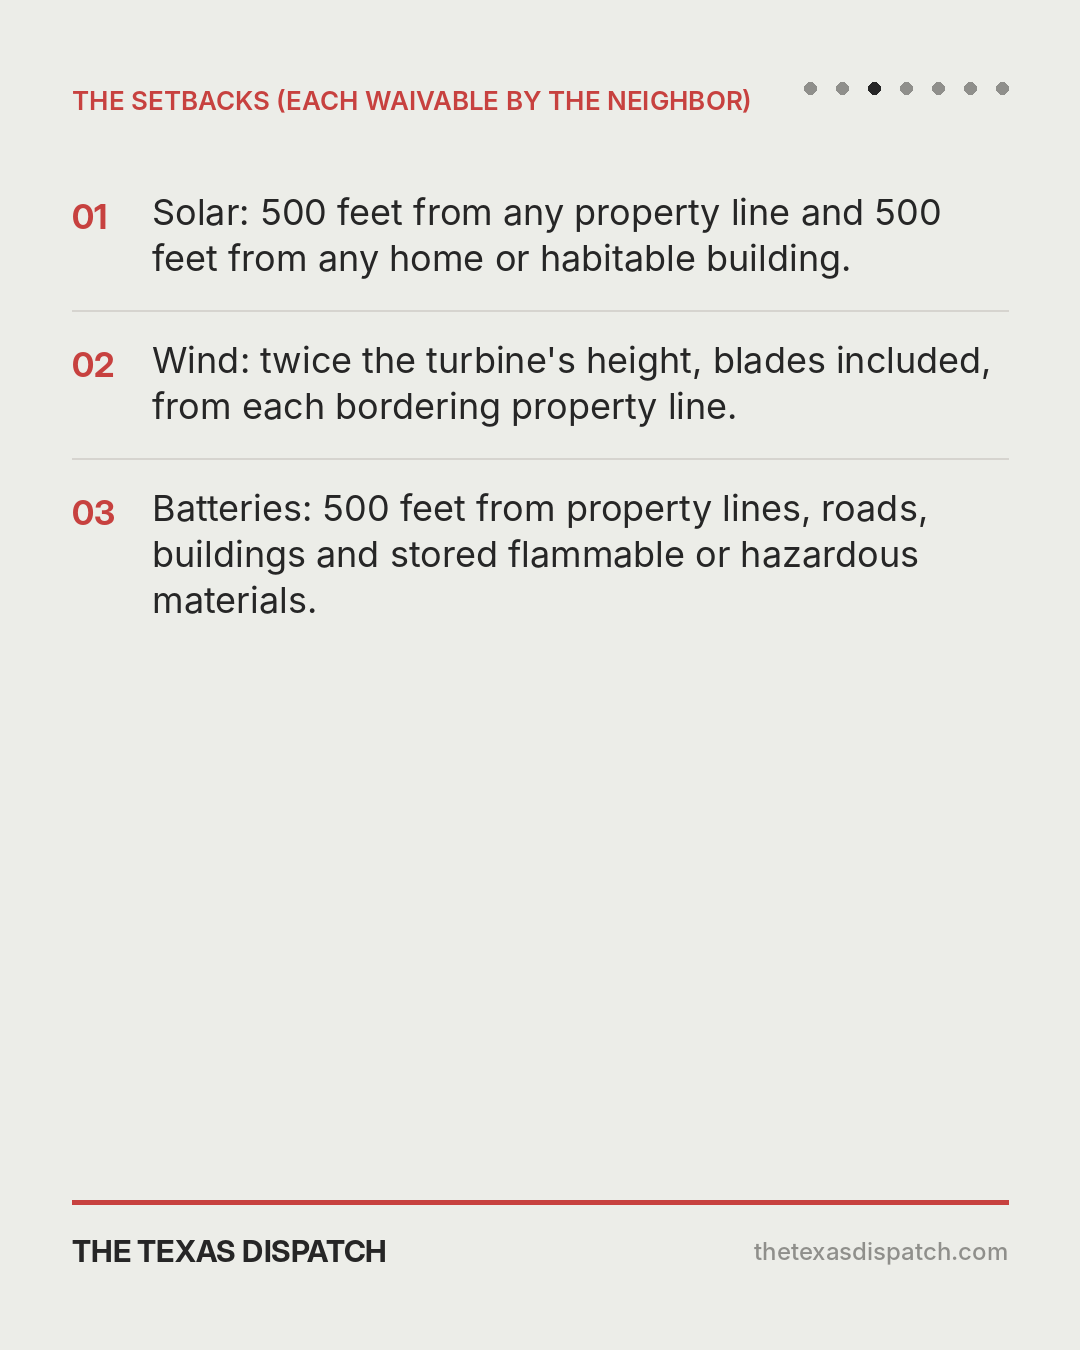 THE SETBACKS (EACH WAIVABLE BY THE NEIGHBOR)
01 Solar: 500 feet from any property line and 500
feet from any home or habitable building.
02 Wind: twice the turbine's height, blades included,
from each bordering property line.
03 Batteries: 500 feet from property lines, roads,
buildings and stored flammable or hazardous
materials.
THE TEXAS DISPATCH
thetexasdispatch.com